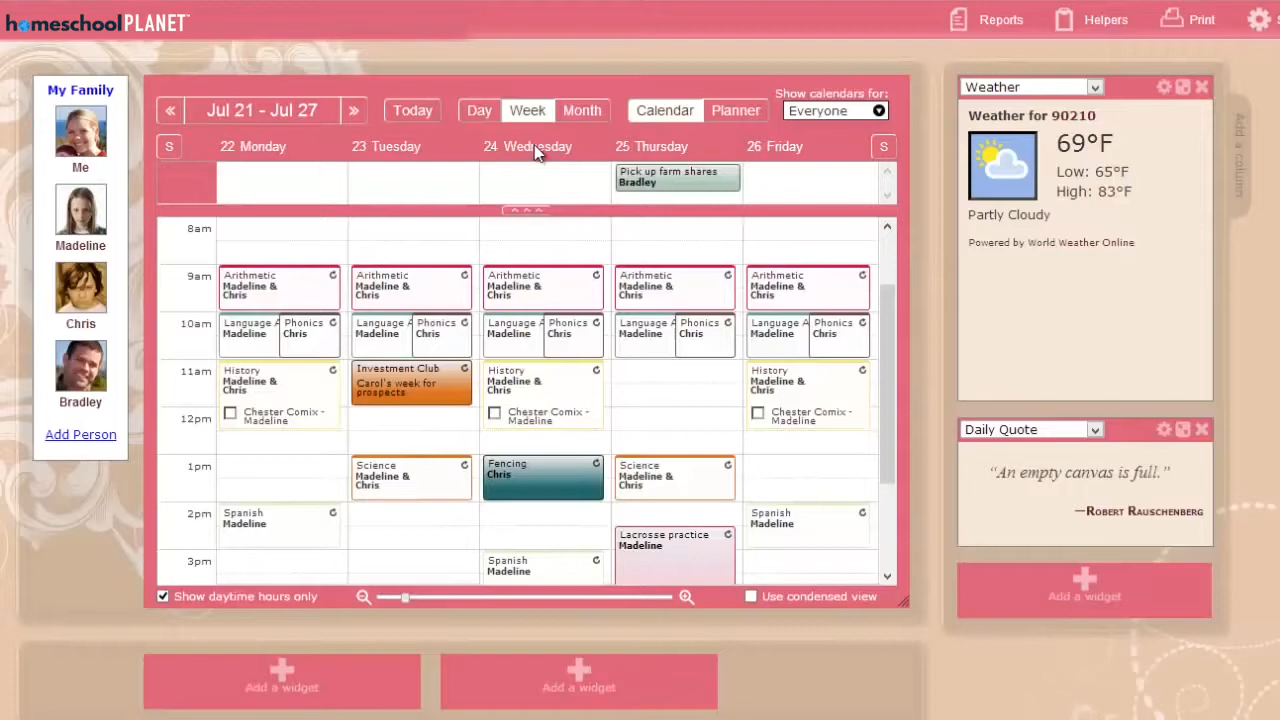 homeschoolPLANET™
Reports
Helpers
Print
My Family
Me
Madeline
Chris
Bradley
Add Person
« Jul 21 - Jul 27 »
Today
Day Week Month
Calendar Planner
Show calendars for:
Everyone
S 22 Monday 23 Tuesday 24 Wednesday 25 Thursday 26 Friday S
Pick up farm shares
Bradley
8am
9am
Arithmetic
Madeline &
Chris
Arithmetic
Madeline &
Chris
Arithmetic
Madeline &
Chris
Arithmetic
Madeline &
Chris
Arithmetic
Madeline &
Chris
10am
Language A
Madeline
Phonics
Chris
Language A
Madeline
Phonics
Chris
Language A
Madeline
Phonics
Chris
Language A
Madeline
Phonics
Chris
Language A
Madeline
Phonics
Chris
11am
History
Madeline &
Chris
Chester Comix -
Madeline
Investment Club
Carol's week for
prospects
History
Madeline &
Chris
Chester Comix -
Madeline
History
Madeline &
Chris
Chester Comix -
Madeline
12pm
1pm
Science
Madeline &
Chris
Fencing
Chris
Science
Madeline &
Chris
2pm
Spanish
Madeline
Lacrosse practice
Madeline
Spanish
Madeline
3pm
Spanish
Madeline
Show daytime hours only
Use condensed view
Weather
Weather for 90210
69°F
Low: 65°F
High: 83°F
Partly Cloudy
Powered by World Weather Online
Daily Quote
“An empty canvas is full.”
—Robert Rauschenberg
Add a widget
Add a column
Add a widget
Add a widget